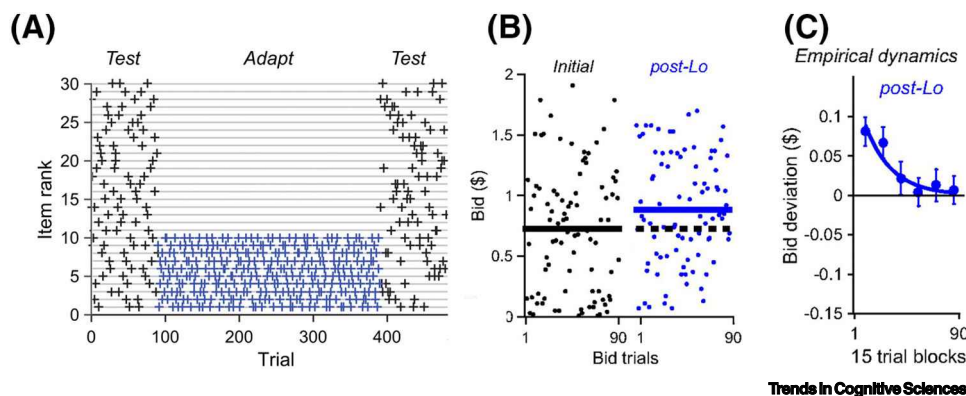 (A)
Test Adapt Test
Item rank
30
25
20
15
10
5
0
0 100 200 300 400
Trial
(B)
Initial post-Lo
Bid ($)
2
1.5
1
0.5
0
1 90 1 90
Bid trials
(C)
Empirical dynamics
post-Lo
Bid deviation ($)
0.1
0.05
0
-0.05
-0.1
-0.15
1 90
15 trial blocks
Trends in Cognitive Sciences